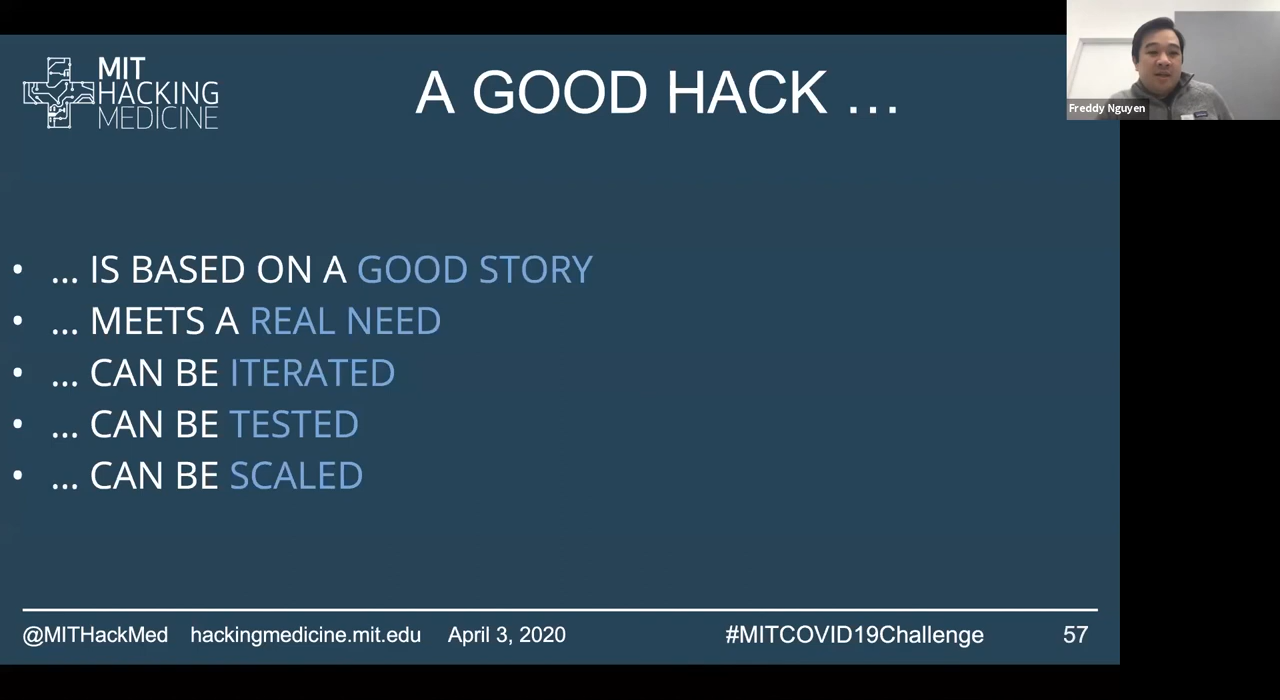 MIT
HACKING
MEDICINE
A GOOD HACK ...
Freddy Nguyen
• ... IS BASED ON A GOOD STORY
• ... MEETS A REAL NEED
• ... CAN BE ITERATED
• ... CAN BE TESTED
• ... CAN BE SCALED
@MITHackMed hackingmedicine.mit.edu April 3, 2020 #MITCOVID19Challenge 57